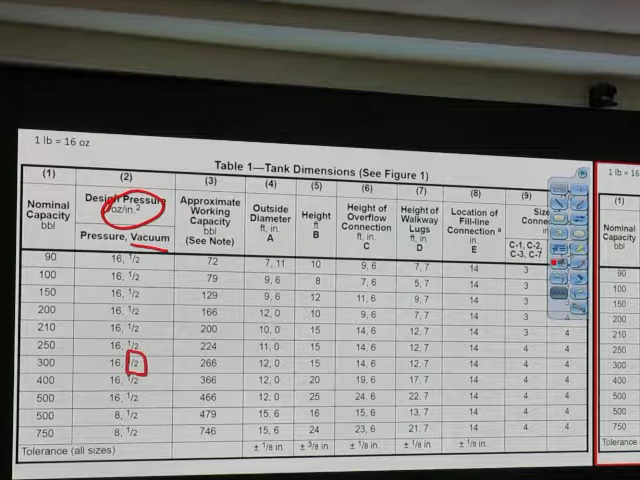 1 lb = 16 oz
Table 1—Tank Dimensions (See Figure 1)
(1) (2) (3) (4) (5) (6) (7) (8) (9)
Nominal Capacity bbl
Design Pressure oz/in.2
Pressure, Vacuum
Approximate Working Capacity bbl (See Note)
Outside Diameter ft, in. A
Height ft B
Height of Overflow Connection ft, in. C
Height of Walkway Lugs ft, in D
Location of Fill-line Connection a in E
C-1, C-2, C-3, C-7
90 16, 1/2 72 7, 11 10 9, 6 7, 7 14 3
100 16, 1/2 79 9, 6 8 7, 6 5, 7 14 3
150 16, 1/2 129 9, 6 12 11, 6 9, 7 14 3
200 16, 1/2 166 12, 0 10 9, 6 7, 7 14 3
210 16, 1/2 200 10, 0 15 14, 6 12, 7 14 3 4
250 16, 1/2 224 11, 0 15 14, 6 12, 7 14 4 4
300 16, 1/2 266 12, 0 15 14, 6 12, 7 14 4 4
400 16, 1/2 366 12, 0 20 19, 6 17, 7 14 4 4
500 16, 1/2 466 12, 0 25 24, 6 22, 7 14 4 4
500 8, 1/2 479 15, 6 16 15, 6 13, 7 14 4 4
750 8, 1/2 746 15, 6 24 23, 6 21, 7 14 4 4
Tolerance (all sizes) ± 1/8 in. ± 3/8 in. ± 1/8 in. ± 1/8 in. ± 1/8 in.
1 lb = 16
(1)
Nominal
Capacity
bbl
90
100
150
200
210
250
300
400
500
500
750
Tolerance